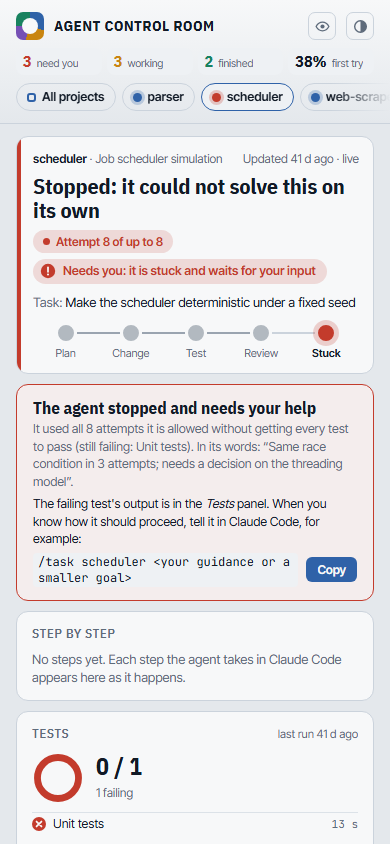 AGENT CONTROL ROOM
3 need you 3 working 2 finished 38% first try
All projects parser scheduler web-scrap
scheduler · Job scheduler simulation Updated 41 d ago · live
Stopped: it could not solve this on
its own
Attempt 8 of up to 8
Needs you: it is stuck and waits for your input
Task: Make the scheduler deterministic under a fixed seed
Plan Change Test Review Stuck
The agent stopped and needs your help
It used all 8 attempts it is allowed without getting every test
to pass (still failing: Unit tests). In its words: “Same race
condition in 3 attempts; needs a decision on the threading
model”.
The failing test's output is in the Tests panel. When you
know how it should proceed, tell it in Claude Code, for
example:
/task scheduler <your guidance or a
smaller goal>
Copy
STEP BY STEP
No steps yet. Each step the agent takes in Claude Code
appears here as it happens.
TESTS last run 41 d ago
0 / 1
1 failing
Unit tests 13 s